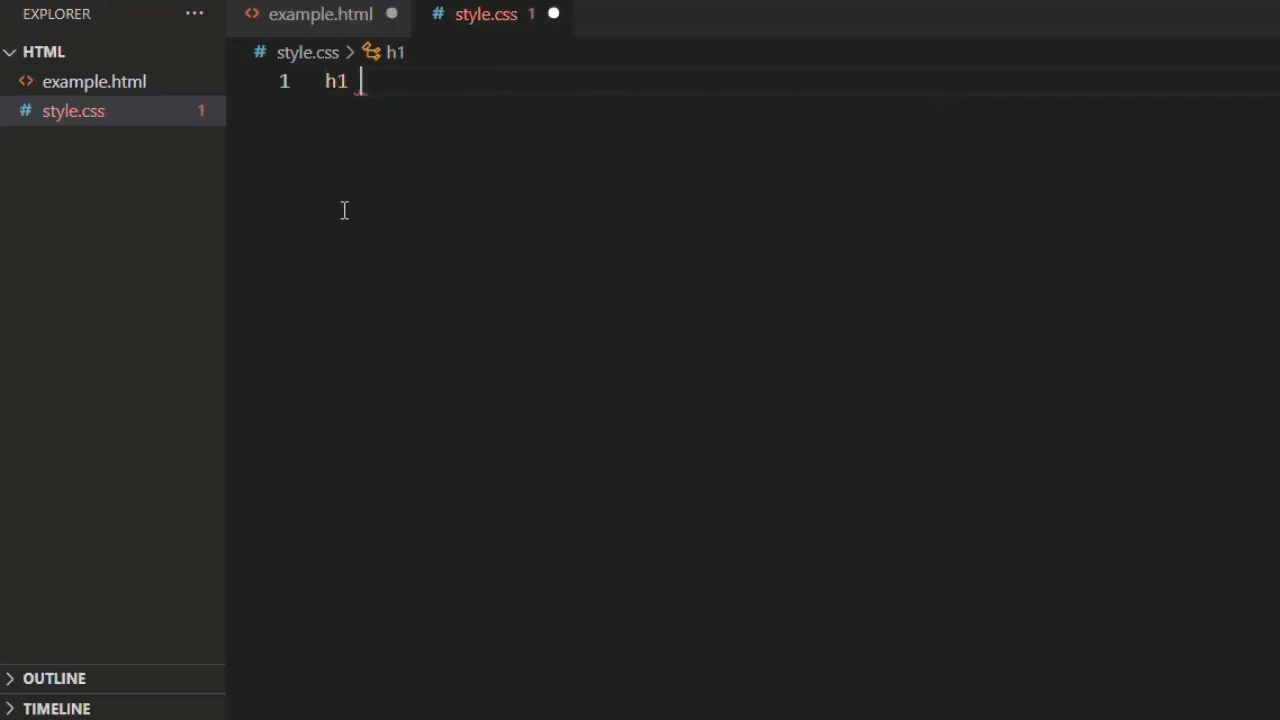 EXPLORER ···
example.html
# style.css 1
HTML
# style.css > h1
example.html
1 h1
# style.css 1
OUTLINE
TIMELINE